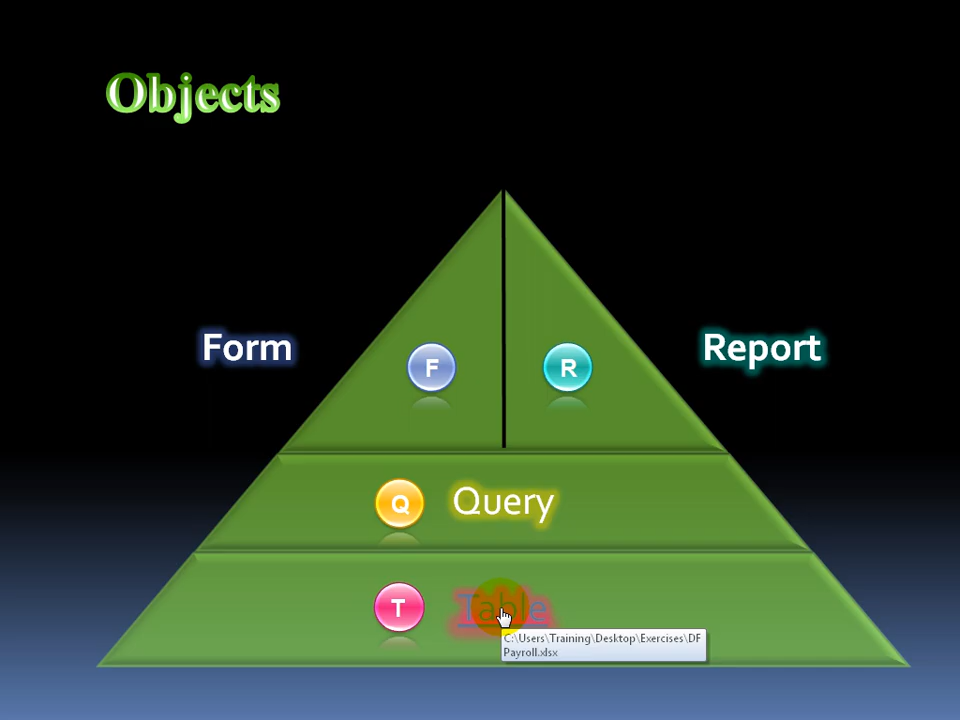 Objects
Form
Report
F
R
Q
Query
T
Table
C:\Users\Training\Desktop\Exercises\DF
Payroll.xlsx